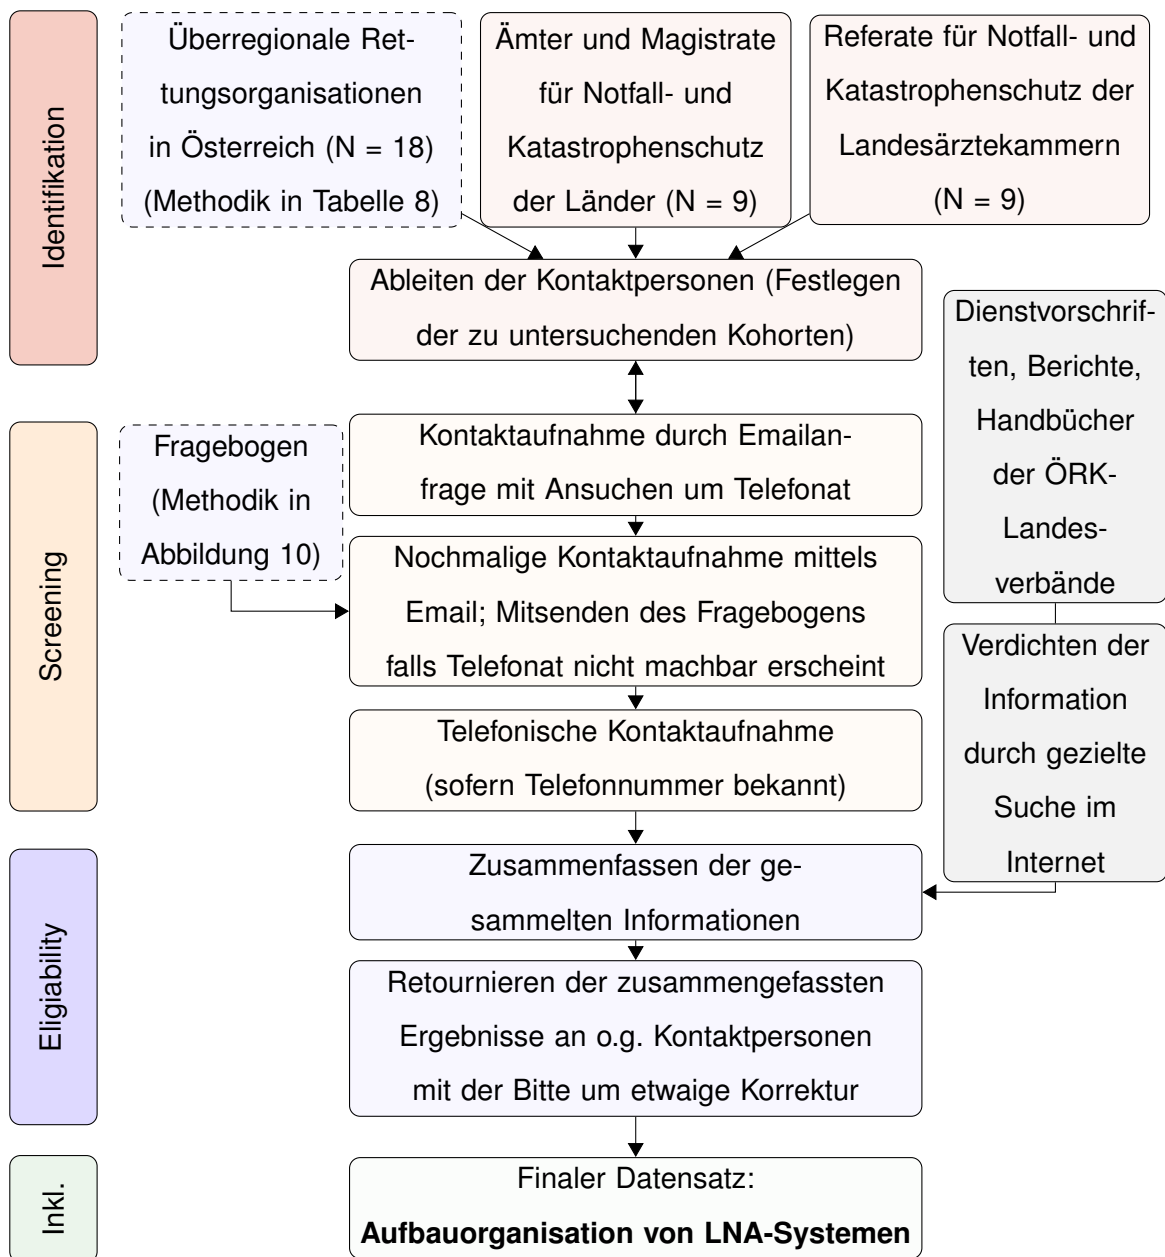 Identifikation
Überregionale Ret-
tungsorganisationen
in Österreich (N = 18)
(Methodik in Tabelle 8)
Ämter und Magistrate
für Notfall- und
Katastrophenschutz
der Länder (N = 9)
Referate für Notfall- und
Katastrophenschutz der
Landesärztekammern
(N = 9)
Ableiten der Kontaktpersonen (Festlegen
der zu untersuchenden Kohorten)
Dienstvorschrif-
ten, Berichte,
Handbücher
der ÖRK-
Landes-
verbände
Screening
Fragebogen
(Methodik in
Abbildung 10)
Kontaktaufnahme durch Emailan-
frage mit Ansuchen um Telefonat
Nochmalige Kontaktaufnahme mittels
Email; Mitsenden des Fragebogens
falls Telefonat nicht machbar erscheint
Telefonische Kontaktaufnahme
(sofern Telefonnummer bekannt)
Verdichten der
Information
durch gezielte
Suche im
Internet
Eligiability
Zusammenfassen der ge-
sammelten Informationen
Retournieren der zusammengefassten
Ergebnisse an o.g. Kontaktpersonen
mit der Bitte um etwaige Korrektur
Inkl.
Finaler Datensatz:
Aufbauorganisation von LNA-Systemen